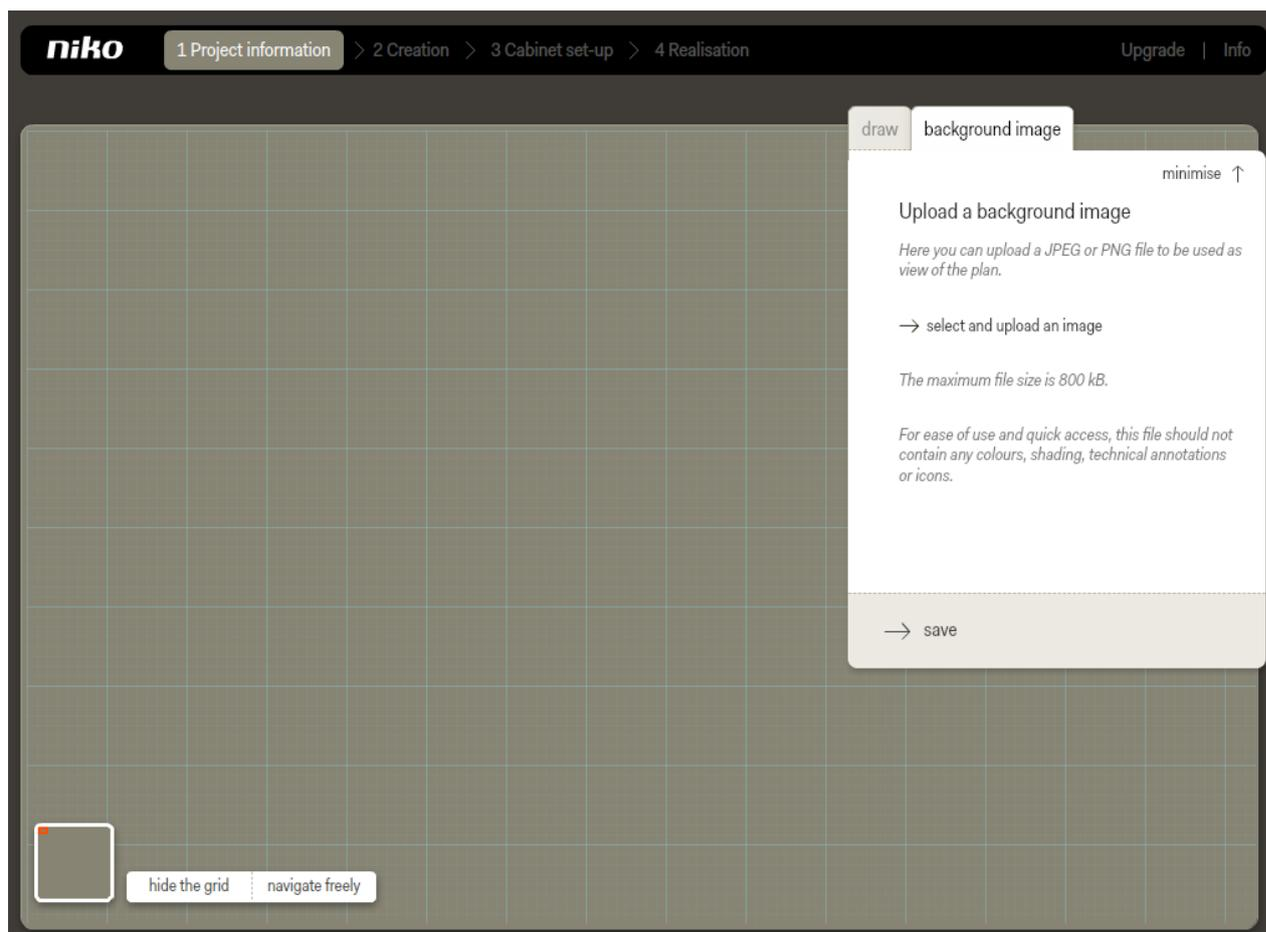 niko 1 Project information 2 Creation 3 Cabinet set-up 4 Realisation Upgrade | Info
draw background image
minimise ↑
Upload a background image
Here you can upload a JPEG or PNG file to be used as
view of the plan.
→ select and upload an image
The maximum file size is 800 kB.
For ease of use and quick access, this file should not
contain any colours, shading, technical annotations
or icons.
→ save
hide the grid navigate freely